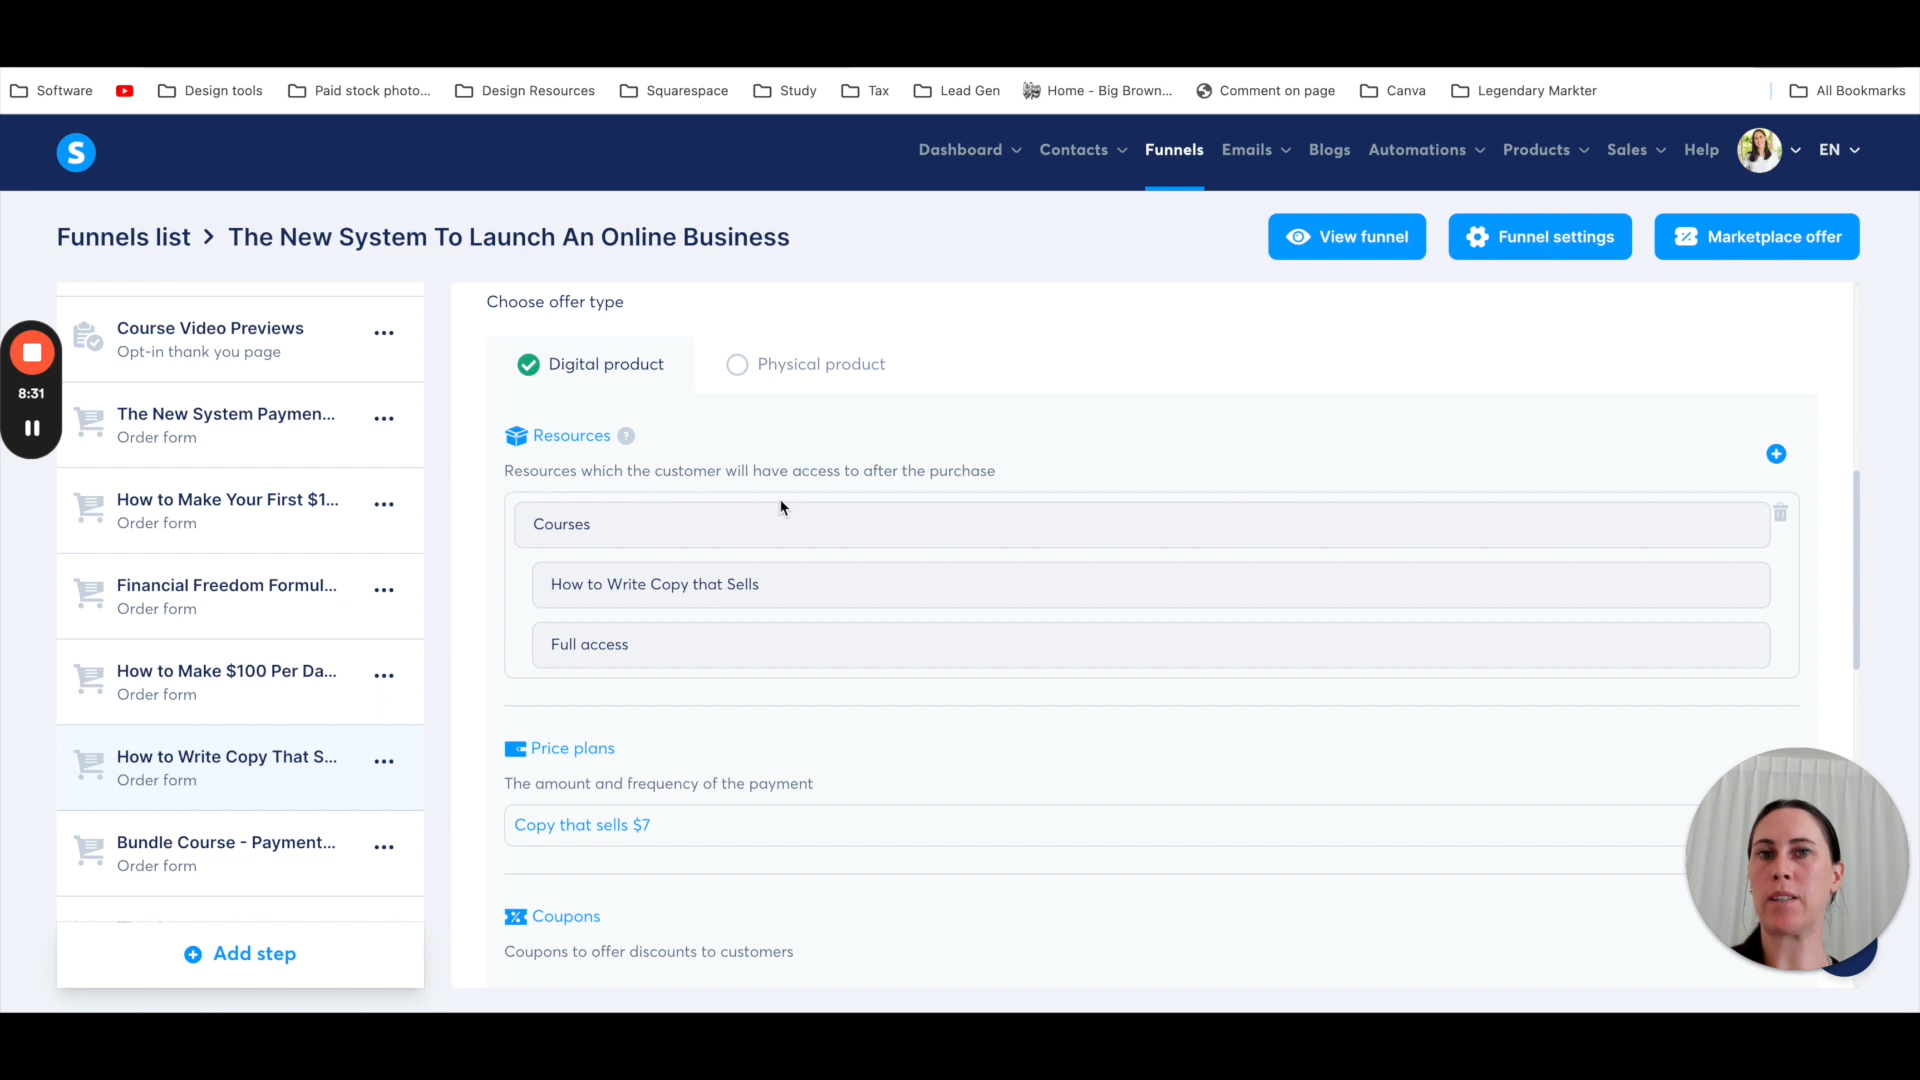 Software
Design tools
Paid stock photo...
Design Resources
Squarespace
Study
Tax
Lead Gen
Home - Big Brown...
Comment on page
Canva
Legendary Markter
All Bookmarks
S
Dashboard
Contacts
Funnels
Emails
Blogs
Automations
Products
Sales
Help
EN
Funnels list > The New System To Launch An Online Business
View funnel
Funnel settings
Marketplace offer
8:31
Course Video Previews
Opt-in thank you page
The New System Paymen...
Order form
How to Make Your First $1...
Order form
Financial Freedom Formul...
Order form
How to Make $100 Per Da...
Order form
How to Write Copy That S...
Order form
Bundle Course - Payment...
Order form
Add step
Choose offer type
Digital product
Physical product
Resources ?
Resources which the customer will have access to after the purchase
Courses
How to Write Copy that Sells
Full access
Price plans
The amount and frequency of the payment
Copy that sells $7
Coupons
Coupons to offer discounts to customers